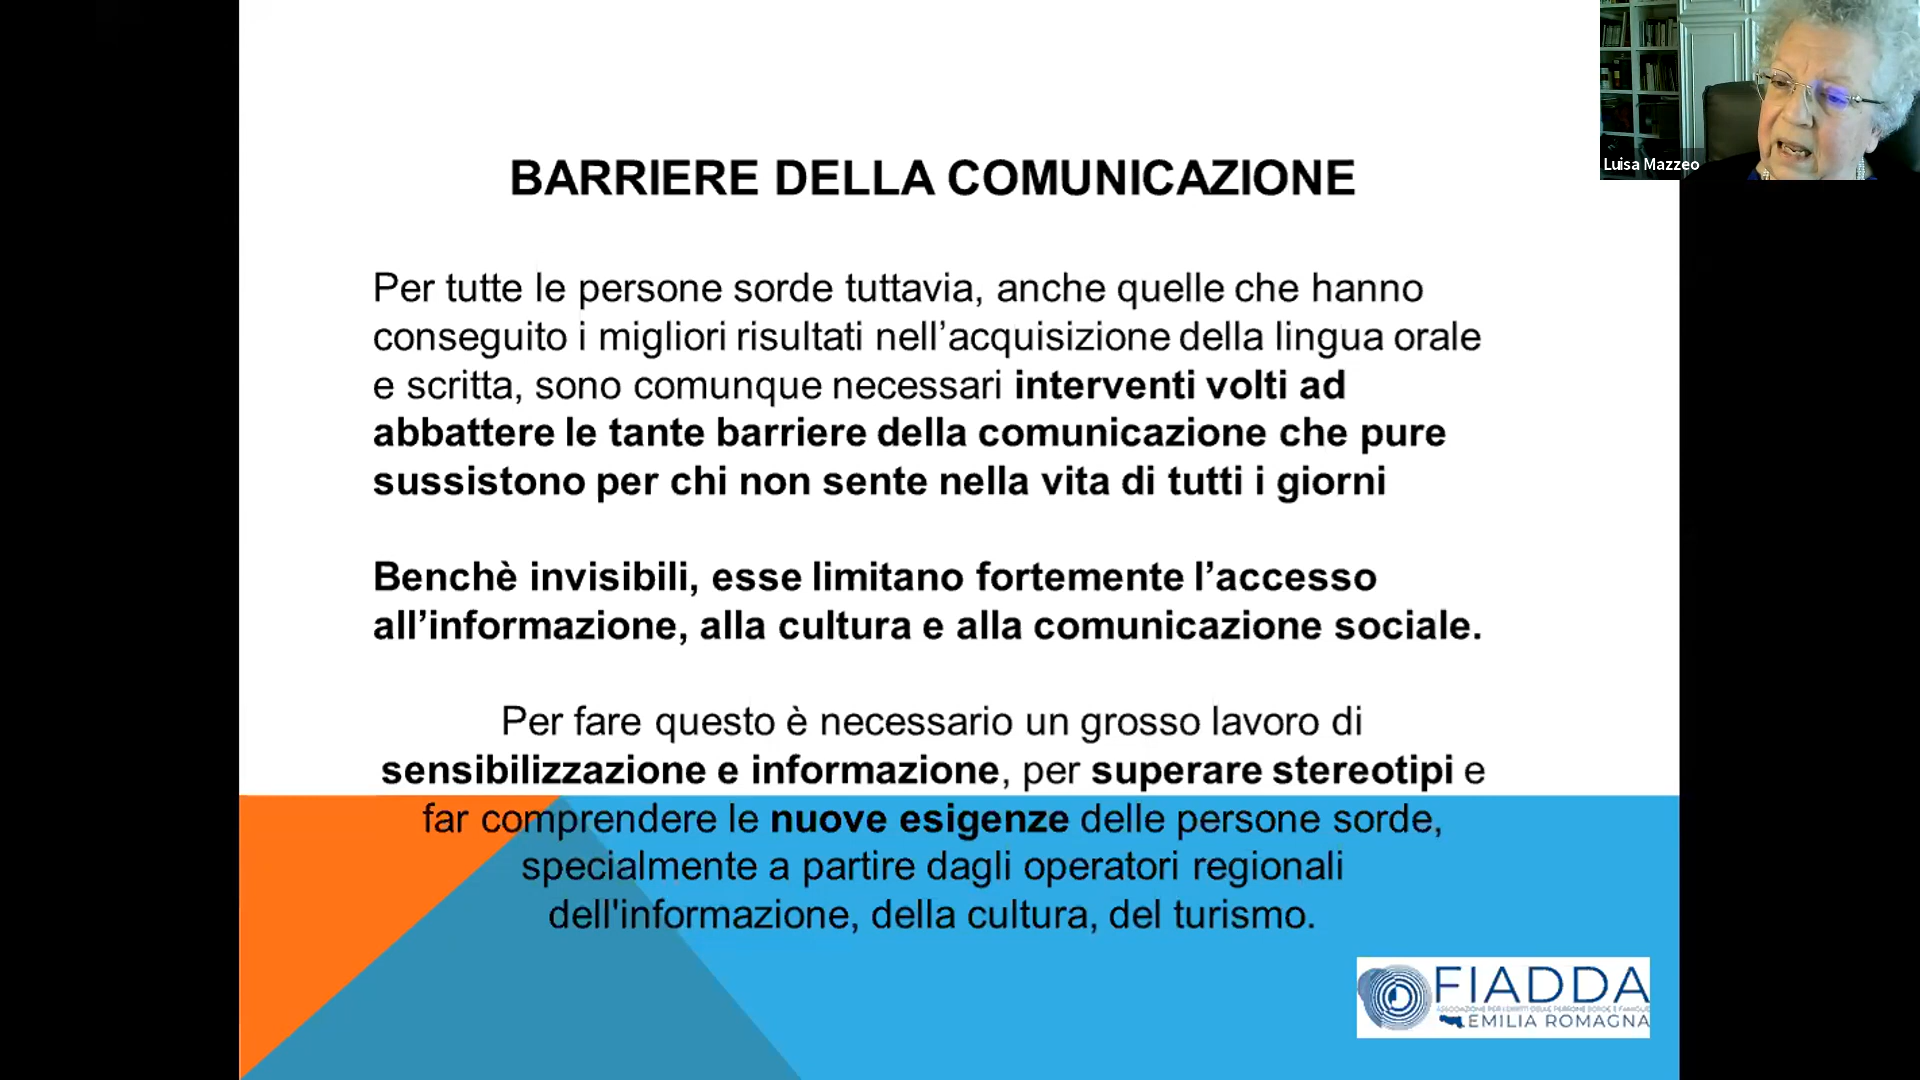 BARRIERE DELLA COMUNICAZIONE
Per tutte le persone sorde tuttavia, anche quelle che hanno
conseguito i migliori risultati nell’acquisizione della lingua orale
e scritta, sono comunque necessari interventi volti ad
abbattere le tante barriere della comunicazione che pure
sussistono per chi non sente nella vita di tutti i giorni
Benchè invisibili, esse limitano fortemente l’accesso
all’informazione, alla cultura e alla comunicazione sociale.
Per fare questo è necessario un grosso lavoro di
sensibilizzazione e informazione, per superare stereotipi e
far comprendere le nuove esigenze delle persone sorde,
specialmente a partire dagli operatori regionali
dell'informazione, della cultura, del turismo.
Luisa Mazzeo
FIADDA
ASSOCIAZIONE PER I DIRITTI DELLE PERSONE SORDE E FAMIGLIE
EMILIA ROMAGNA